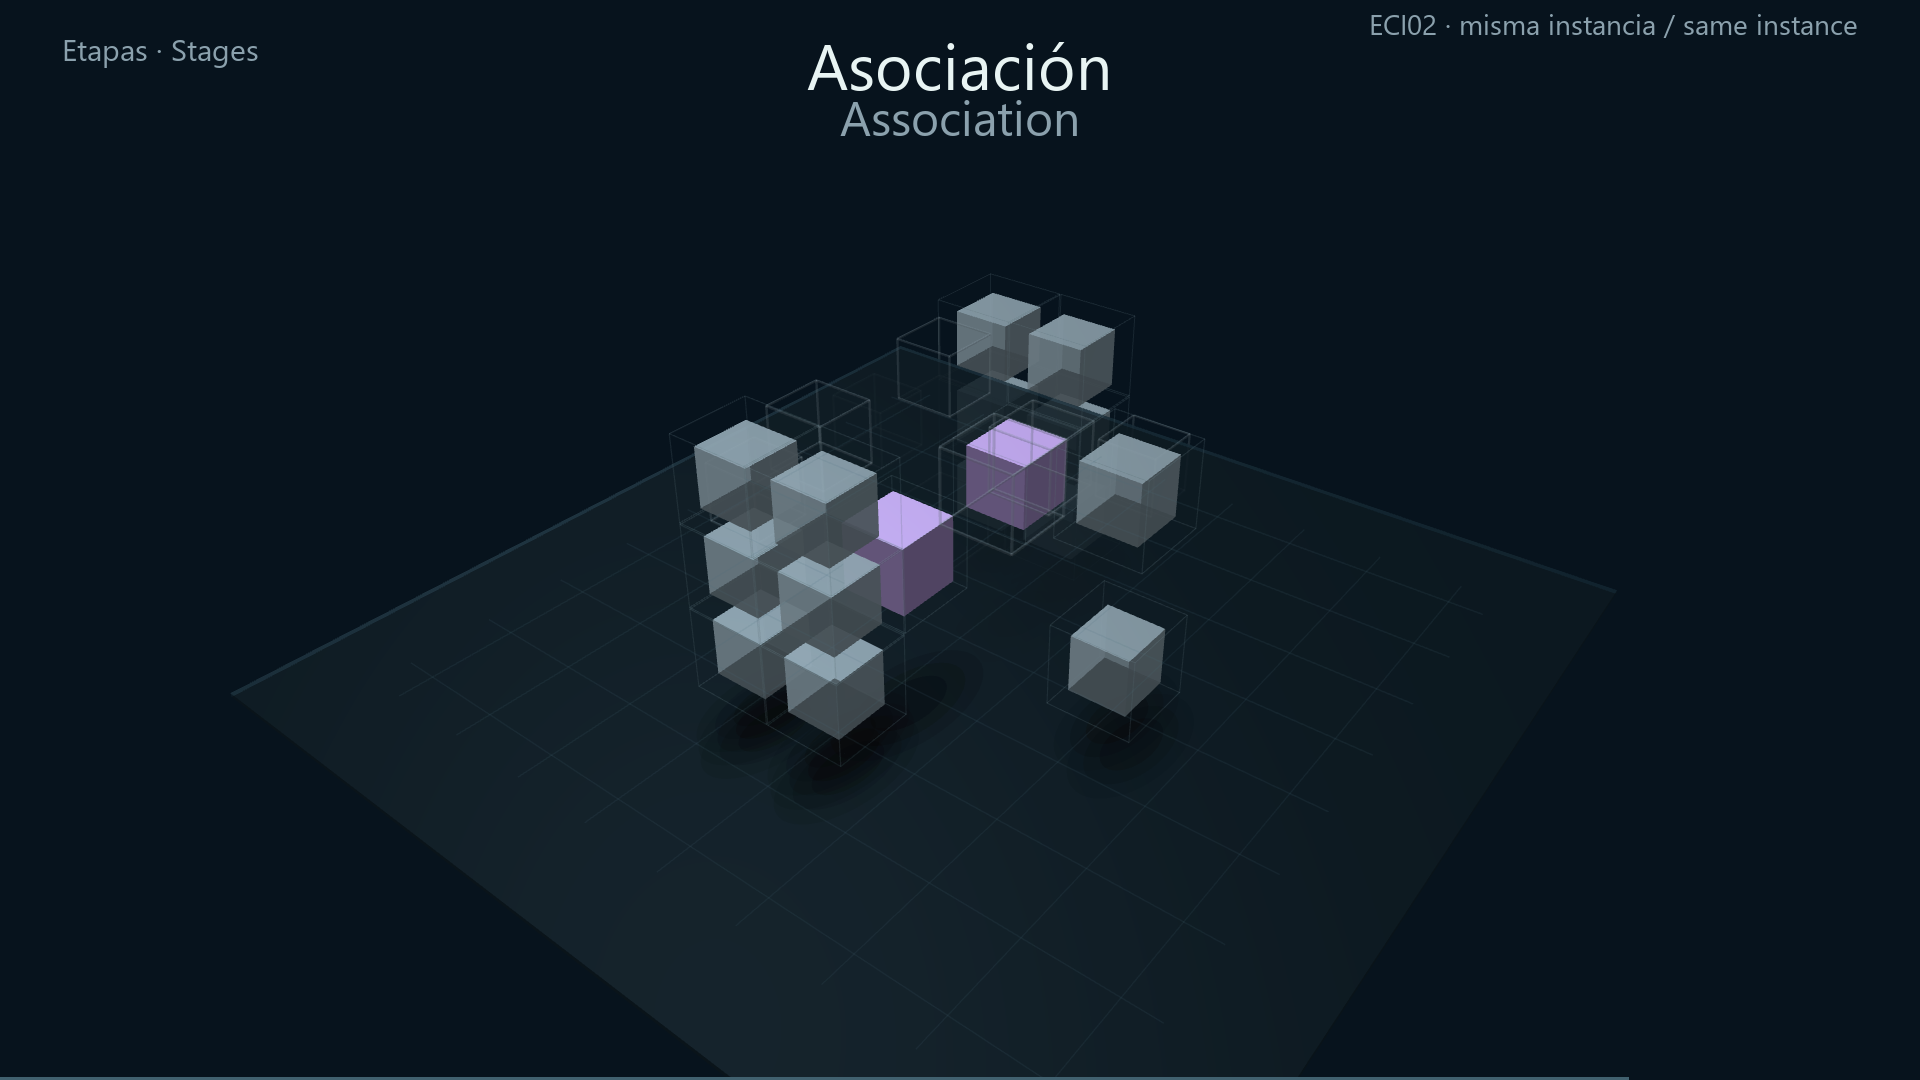 Etapas · Stages
Asociación
Association
ECI02 · misma instancia / same instance